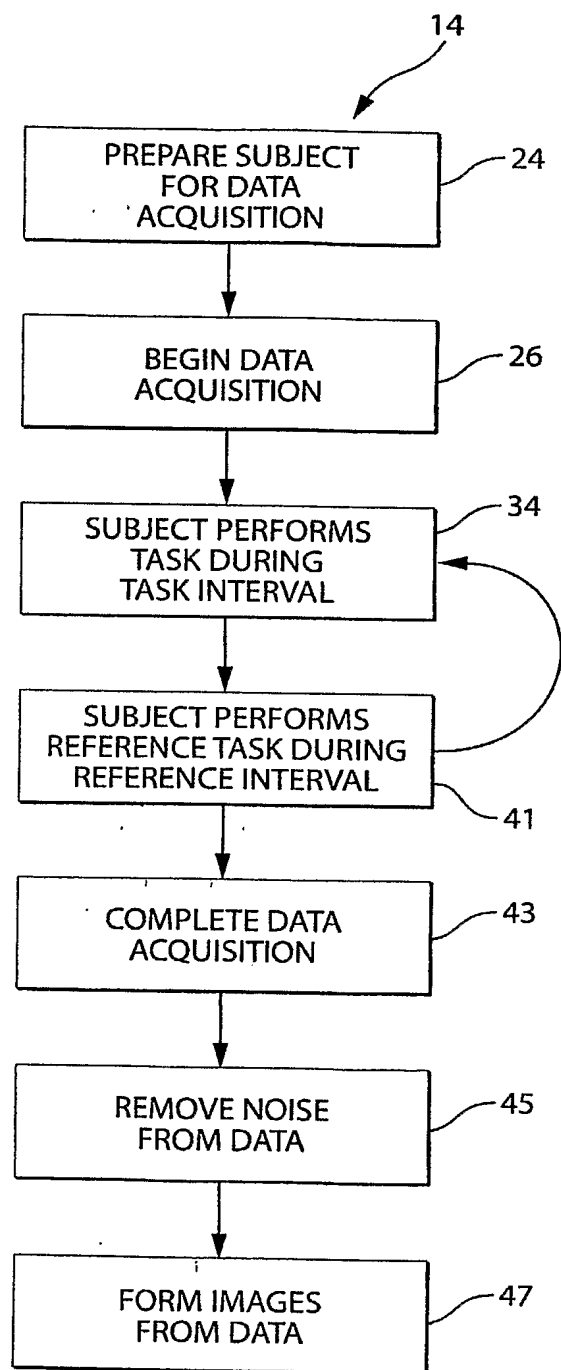 14
PREPARE SUBJECT
FOR DATA
ACQUISITION
24
BEGIN DATA
ACQUISITION
26
SUBJECT PERFORMS
TASK DURING
TASK INTERVAL
34
SUBJECT PERFORMS
REFERENCE TASK DURING
REFERENCE INTERVAL
41
COMPLETE DATA
ACQUISITION
43
REMOVE NOISE
FROM DATA
45
FORM IMAGES
FROM DATA
47